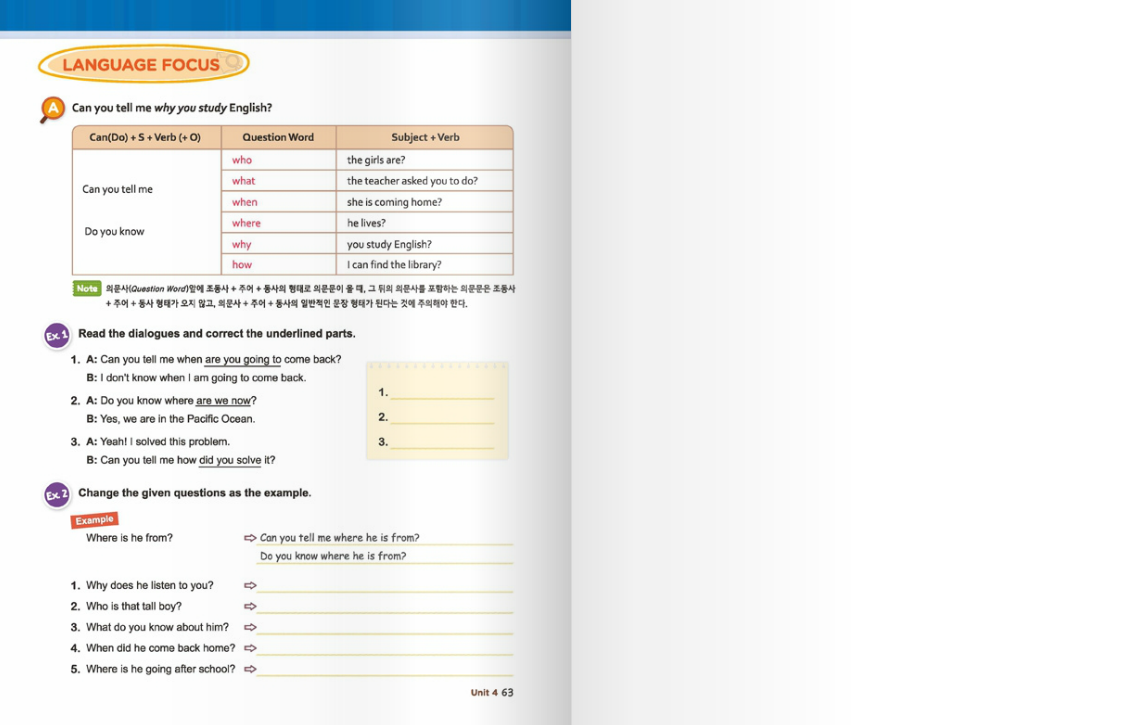 LANGUAGE FOCUS
A Can you tell me why you study English?
Can(Do) + S + Verb (+ O) Question Word Subject + Verb
Can you tell me
Do you know
who the girls are?
what the teacher asked you to do?
when she is coming home?
where he lives?
why you study English?
how I can find the library?
Note 의문사(Question Word)앞에 조동사 + 주어 + 동사의 형태로 의문문이 올 때, 그 뒤의 의문사를 포함하는 의문문은 조동사
+ 주어 + 동사 형태가 오지 않고, 의문사 + 주어 + 동사의 일반적인 문장 형태가 된다는 것에 주의해야 한다.
Ex. 1 Read the dialogues and correct the underlined parts.
1. A: Can you tell me when are you going to come back?
B: I don't know when I am going to come back.
2. A: Do you know where are we now?
B: Yes, we are in the Pacific Ocean.
3. A: Yeah! I solved this problem.
B: Can you tell me how did you solve it?
1.
2.
3.
Ex. 2 Change the given questions as the example.
Example
Where is he from? ⇨ Can you tell me where he is from?
Do you know where he is from?
1. Why does he listen to you? ⇨
2. Who is that tall boy? ⇨
3. What do you know about him? ⇨
4. When did he come back home? ⇨
5. Where is he going after school? ⇨
Unit 4 63